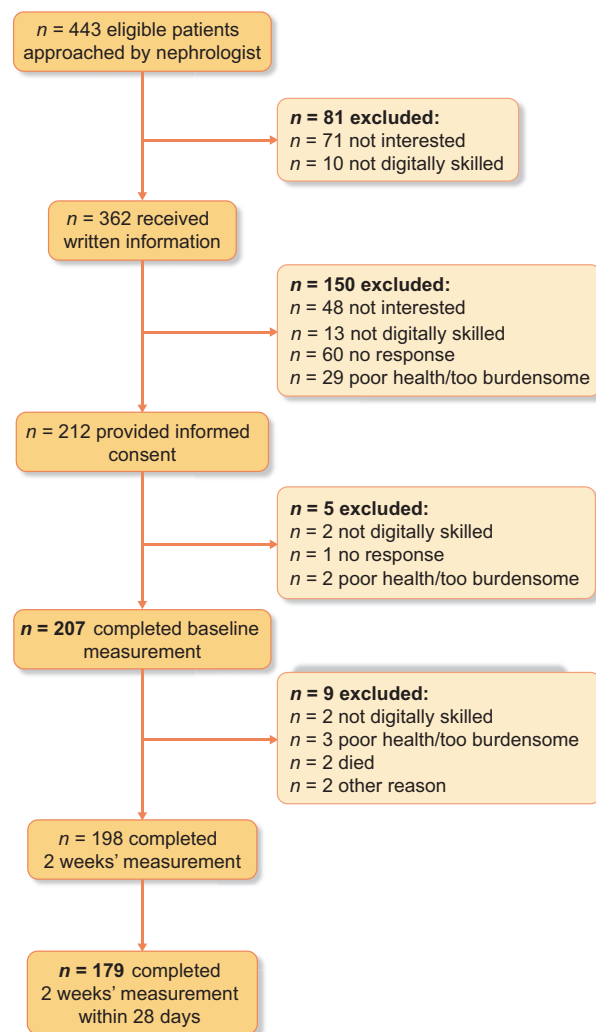 n = 443 eligible patients
approached by nephrologist
n = 81 excluded:
n = 71 not interested
n = 10 not digitally skilled
n = 362 received
written information
n = 150 excluded:
n = 48 not interested
n = 13 not digitally skilled
n = 60 no response
n = 29 poor health/too burdensome
n = 212 provided informed
consent
n = 5 excluded:
n = 2 not digitally skilled
n = 1 no response
n = 2 poor health/too burdensome
n = 207 completed baseline
measurement
n = 9 excluded:
n = 2 not digitally skilled
n = 3 poor health/too burdensome
n = 2 died
n = 2 other reason
n = 198 completed
2 weeks’ measurement
n = 179 completed
2 weeks’ measurement
within 28 days